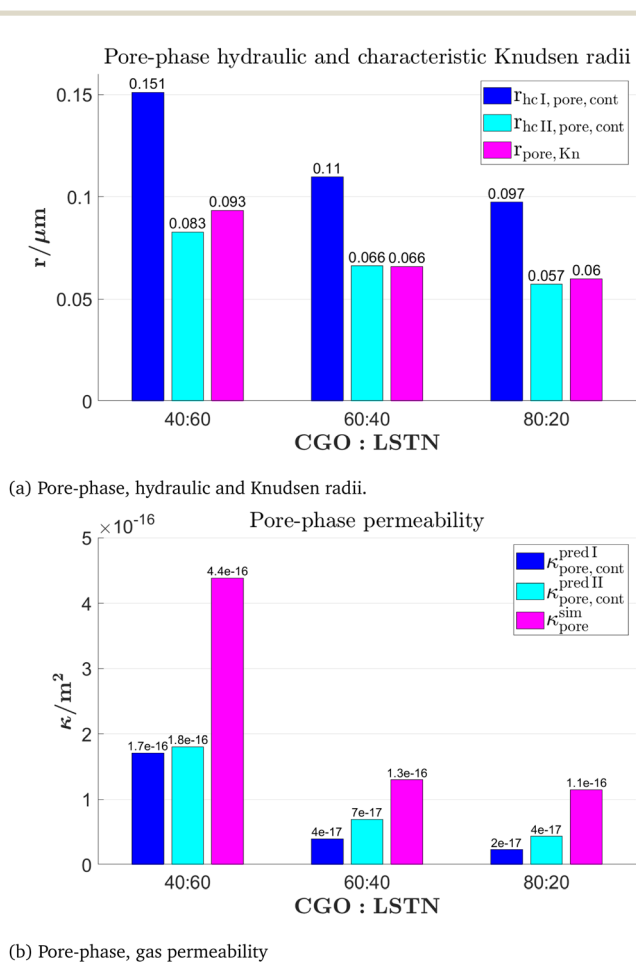 Pore-phase hydraulic and characteristic Knudsen radii
0.151
0.15
r_hc I, pore, cont
r_hc II, pore, cont
r_pore, Kn
0.11
0.1
0.097
0.093
0.083
0.066 0.066
0.057 0.06
0.05
0
r/μm
40:60 60:40 80:20
CGO : LSTN
(a) Pore-phase, hydraulic and Knudsen radii.
×10^-16
Pore-phase permeability
5
κ^pred I_pore, cont
κ^pred II_pore, cont
κ^sim_pore
4.4e-16
4
3
2
1.7e-16 1.8e-16
1.3e-16
1.1e-16
1
4e-17 7e-17
2e-17 4e-17
0
κ/m²
40:60 60:40 80:20
CGO : LSTN
(b) Pore-phase, gas permeability